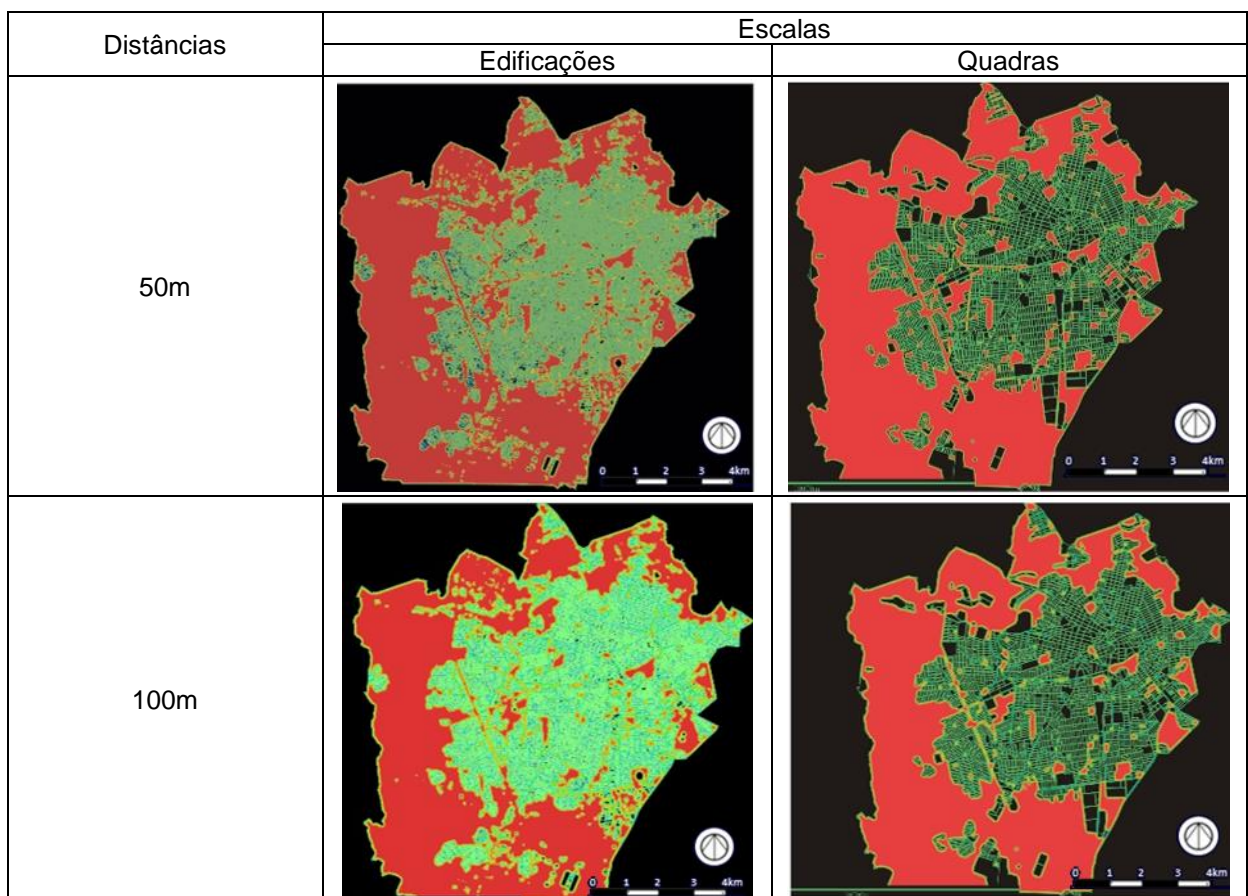 Distâncias
Escalas
Edificações
Quadras
50m
0 1 2 3 4km
0 1 2 3 4km
100m
0 1 2 3 4km
0 1 2 3 4km